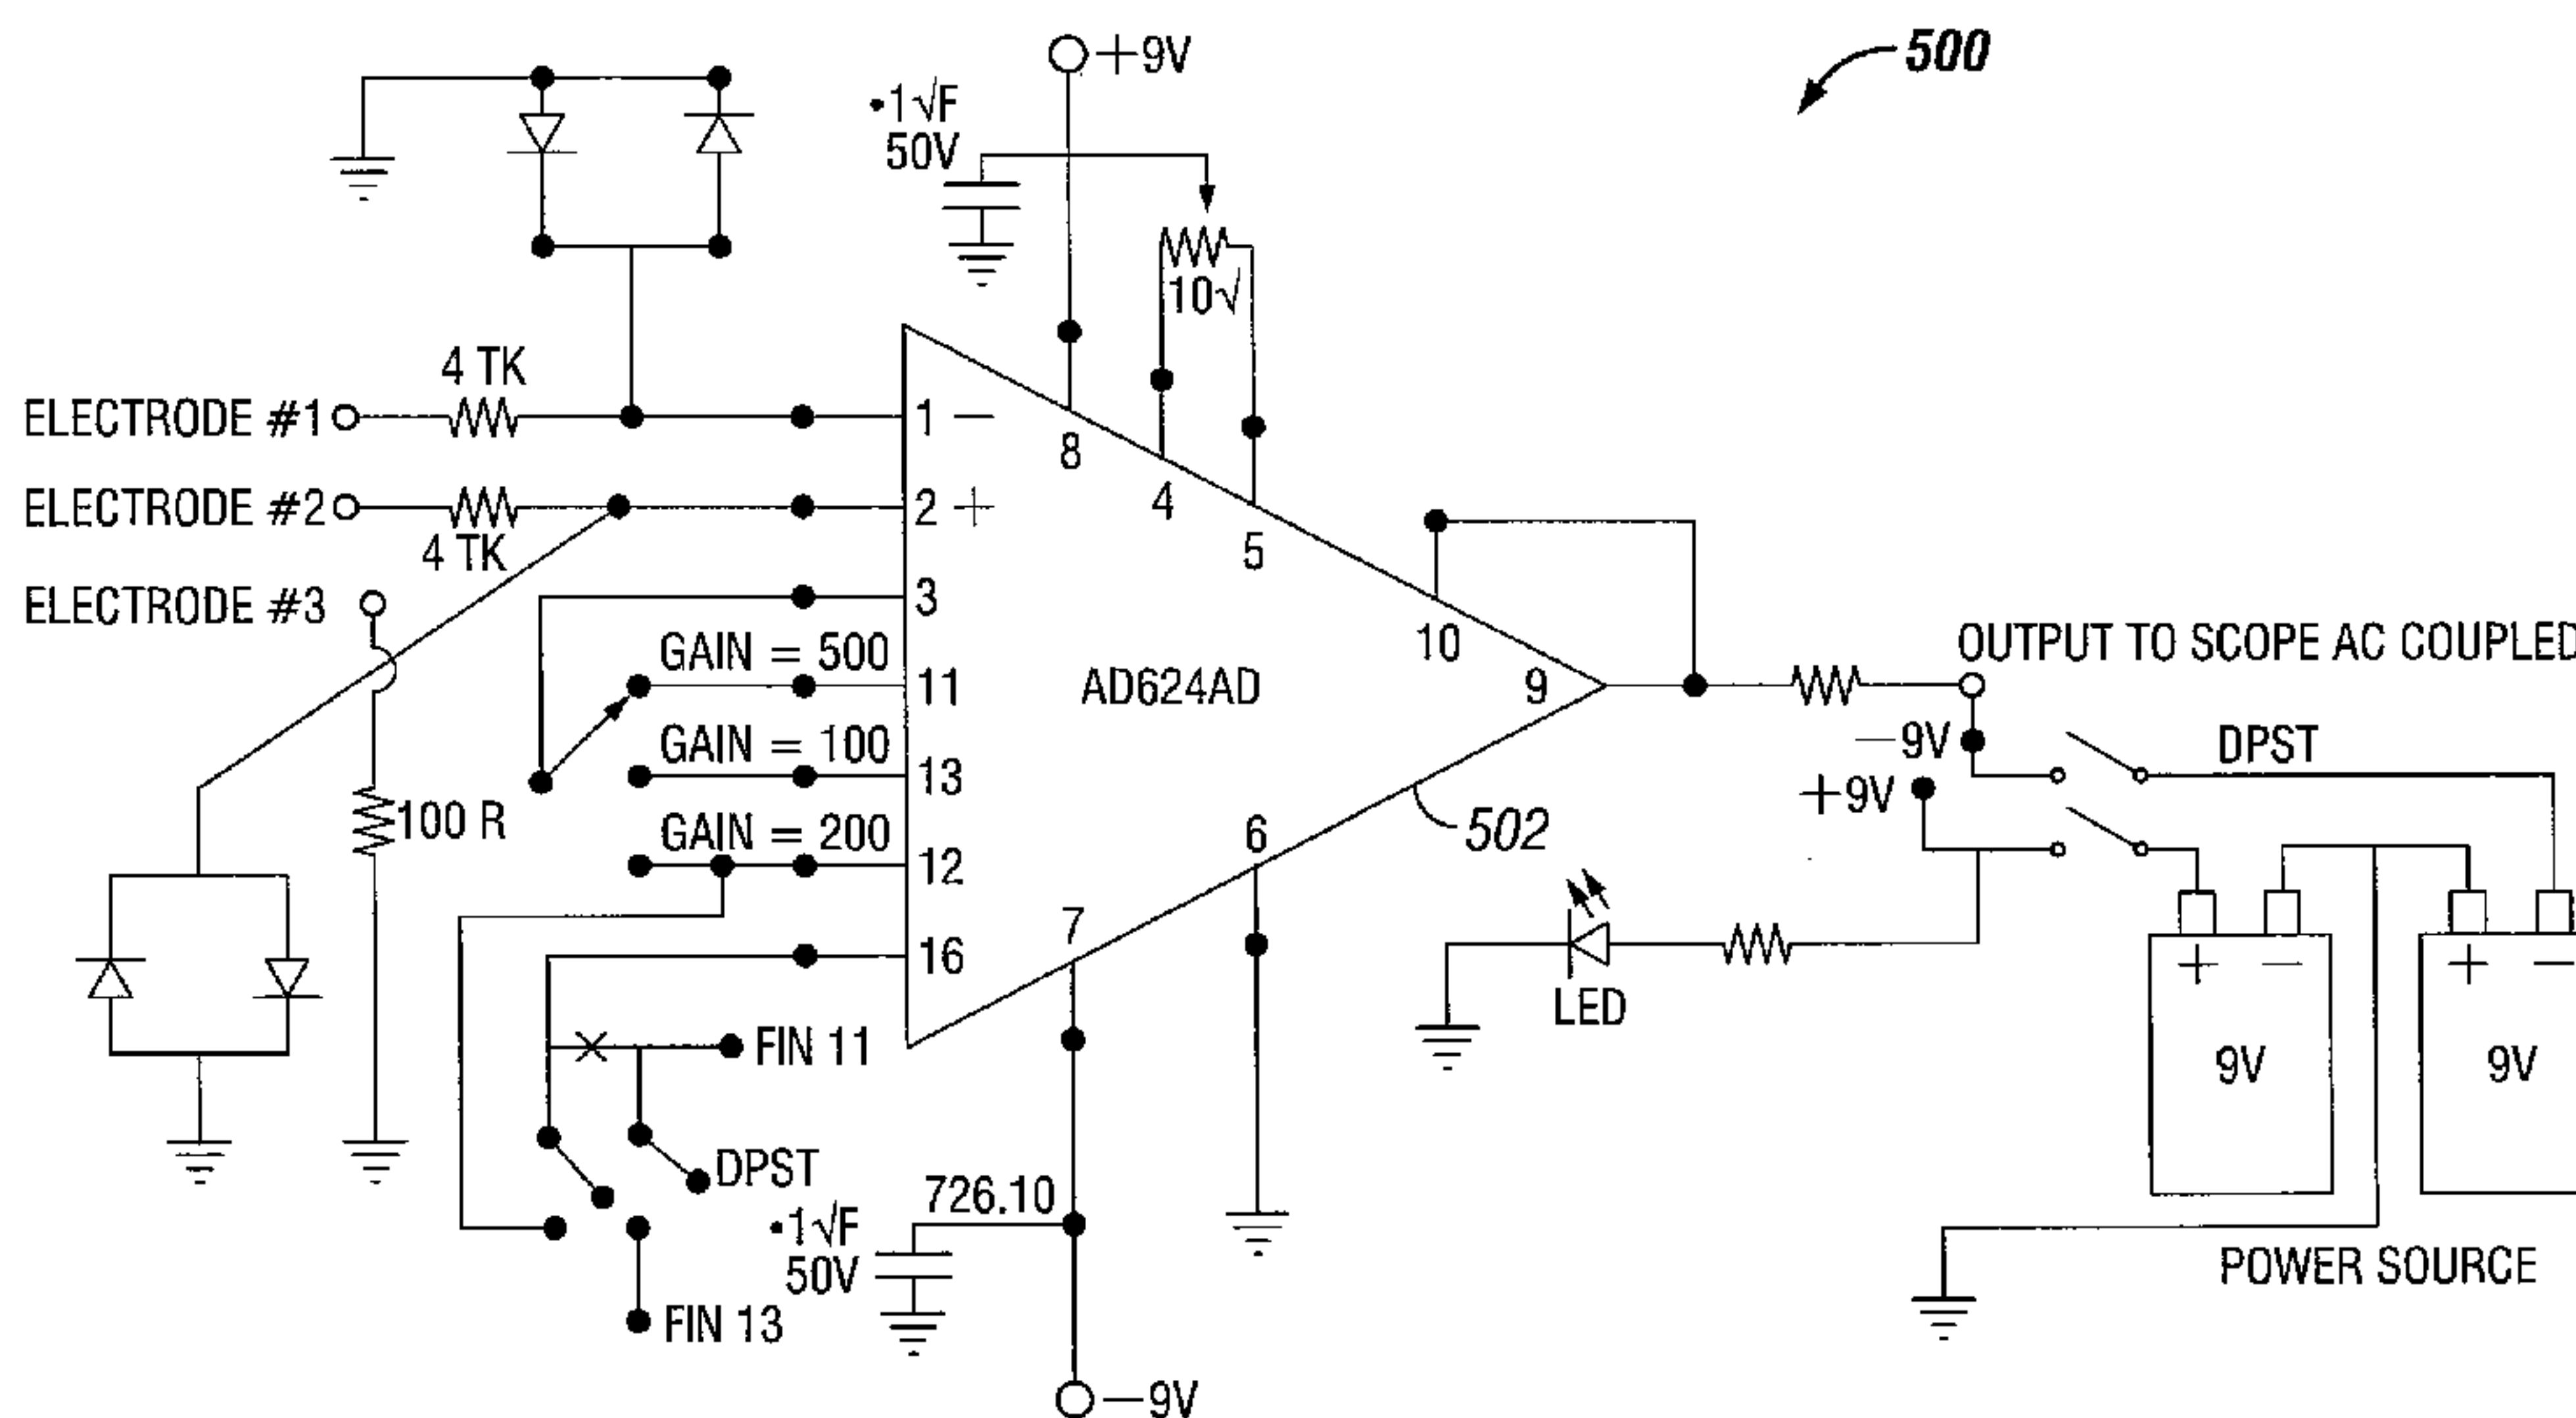 500
+9V
•1√F
50V
10√
4 TK
ELECTRODE #1
ELECTRODE #2
4 TK
ELECTRODE #3
100 R
1 −
2 +
3
GAIN = 500
11
GAIN = 100
13
GAIN = 200
12
16
8
4
5
10
AD624AD
9
6
7
502
OUTPUT TO SCOPE AC COUPLED
−9V
+9V
DPST
LED
+ −
9V
+ −
9V
POWER SOURCE
FIN 11
DPST
FIN 13
726.10
•1√F
50V
−9V